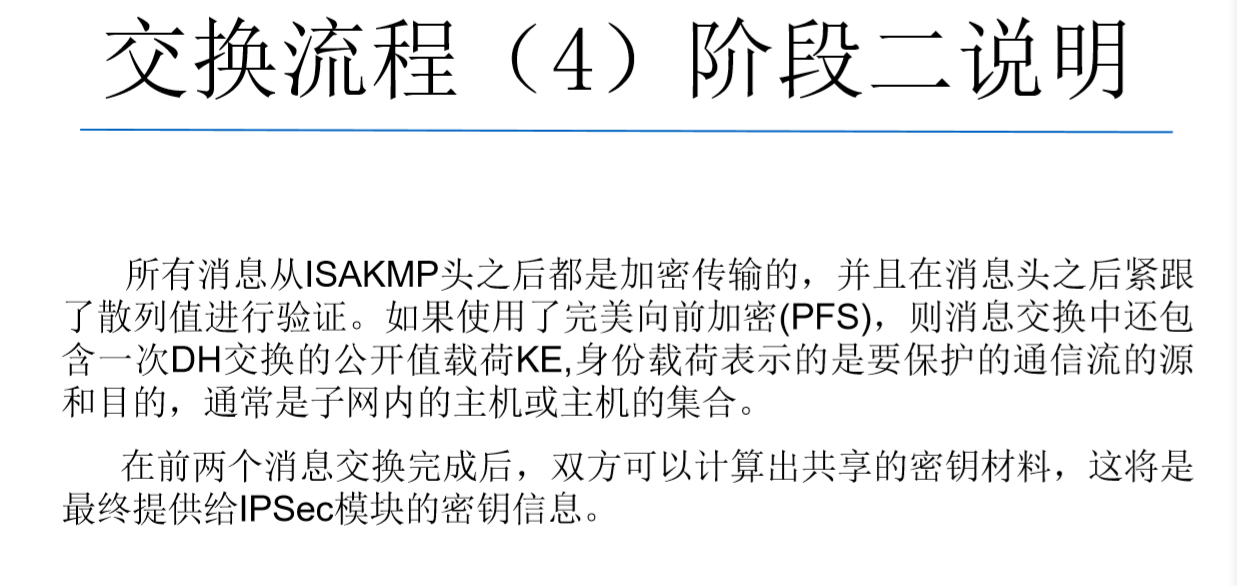 交换流程（4）阶段二说明
所有消息从ISAKMP头之后都是加密传输的，并且在消息头之后紧跟
了散列值进行验证。如果使用了完美向前加密(PFS)，则消息交换中还包
含一次DH交换的公开值载荷KE,身份载荷表示的是要保护的通信流的源
和目的，通常是子网内的主机或主机的集合。
在前两个消息交换完成后，双方可以计算出共享的密钥材料，这将是
最终提供给IPSec模块的密钥信息。